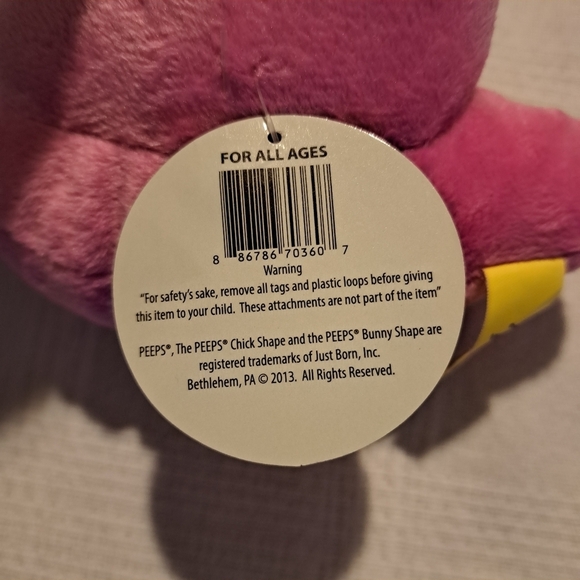 FOR ALL AGES
8 86786 70360 7
Warning
"For safety's sake, remove all tags and plastic loops before giving
this item to your child. These attachments are not part of the item"
PEEPS®, The PEEPS® Chick Shape and the PEEPS® Bunny Shape are
registered trademarks of Just Born, Inc.
Bethlehem, PA © 2013. All Rights Reserved.